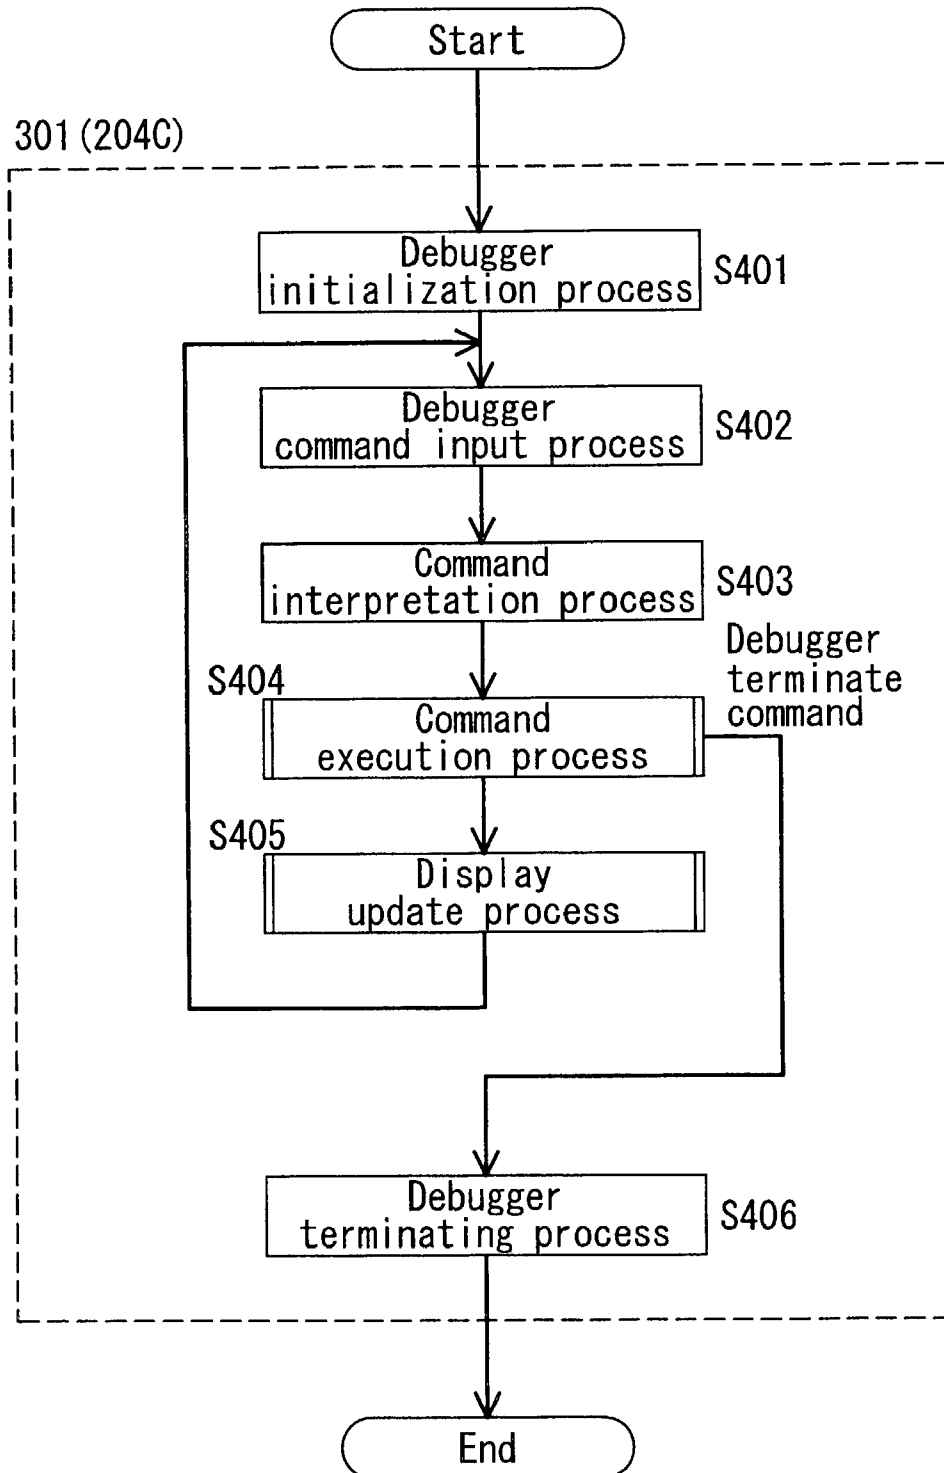 Start
301(204C)
Debugger
initialization process
S401
Debugger
command input process
S402
Command
interpretation process
S403
Debugger
terminate
command
S404
Command
execution process
S405
Display
update process
Debugger
terminating process
S406
End